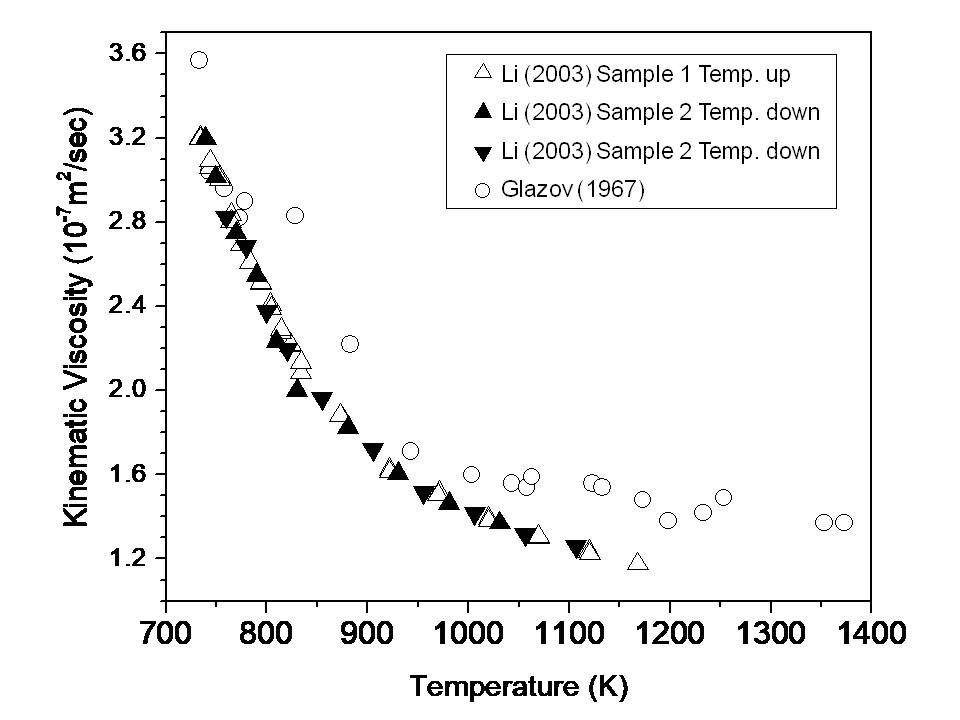 3.6
3.2
2.8
2.4
2.0
1.6
1.2
Kinematic Viscosity (10⁻⁷m²/sec)
Li (2003) Sample 1 Temp. up
Li (2003) Sample 2 Temp. down
Li (2003) Sample 2 Temp. down
Glazov (1967)
700 800 900 1000 1100 1200 1300 1400
Temperature (K)